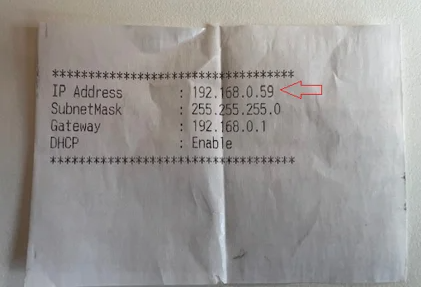 ******************************
IP Address : 192.168.0.59
SubnetMask : 255.255.255.0
Gateway : 192.168.0.1
DHCP : Enable
******************************